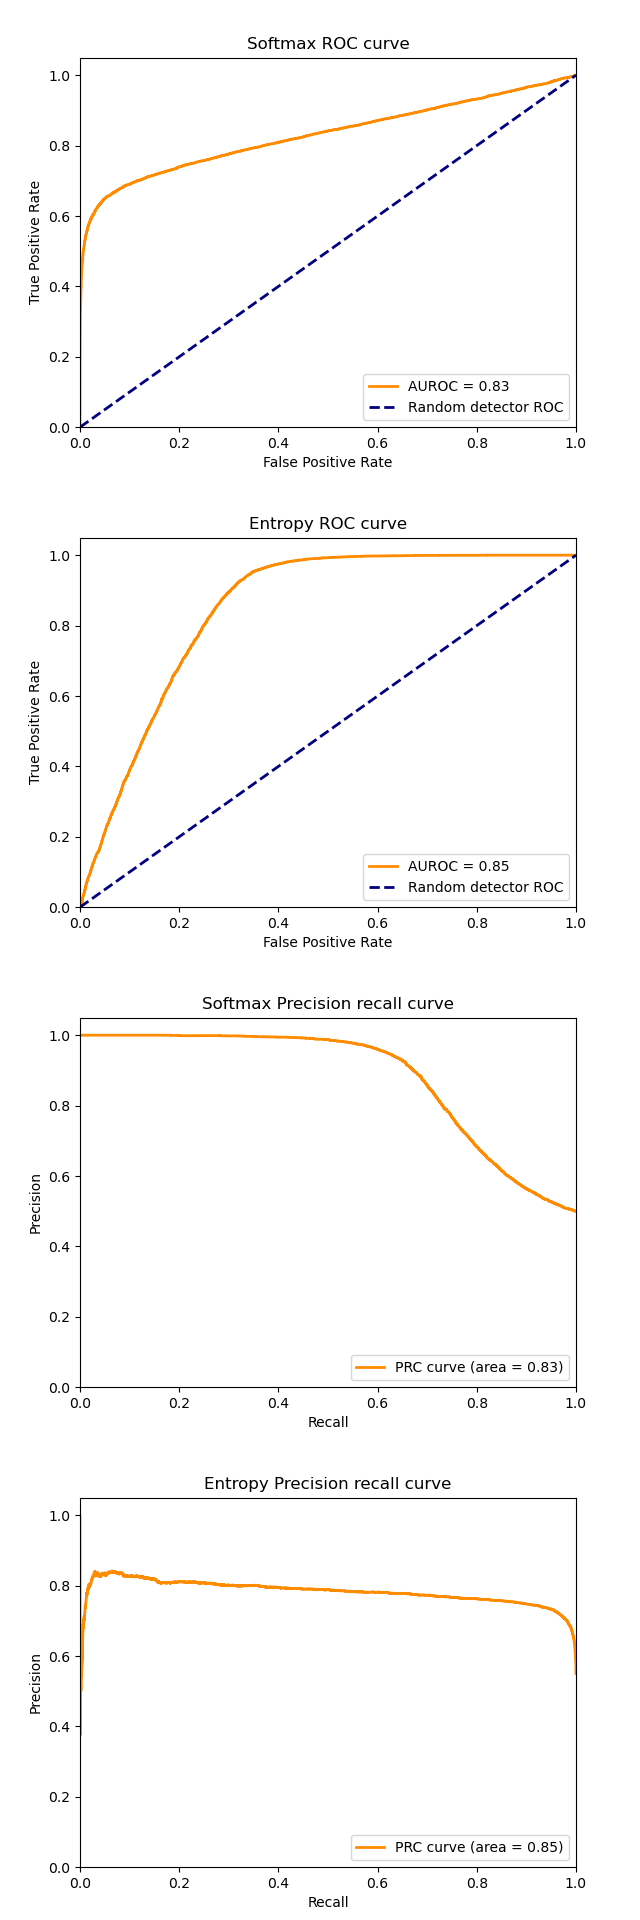 Softmax ROC curve
1.0
0.8
0.6
0.4
0.2
0.0
True Positive Rate
AUROC = 0.83
Random detector ROC
0.0 0.2 0.4 0.6 0.8 1.0
False Positive Rate
Entropy ROC curve
1.0
0.8
0.6
0.4
0.2
0.0
True Positive Rate
AUROC = 0.85
Random detector ROC
0.0 0.2 0.4 0.6 0.8 1.0
False Positive Rate
Softmax Precision recall curve
1.0
0.8
0.6
0.4
0.2
0.0
Precision
PRC curve (area = 0.83)
0.0 0.2 0.4 0.6 0.8 1.0
Recall
Entropy Precision recall curve
1.0
0.8
0.6
0.4
0.2
0.0
Precision
PRC curve (area = 0.85)
0.0 0.2 0.4 0.6 0.8 1.0
Recall